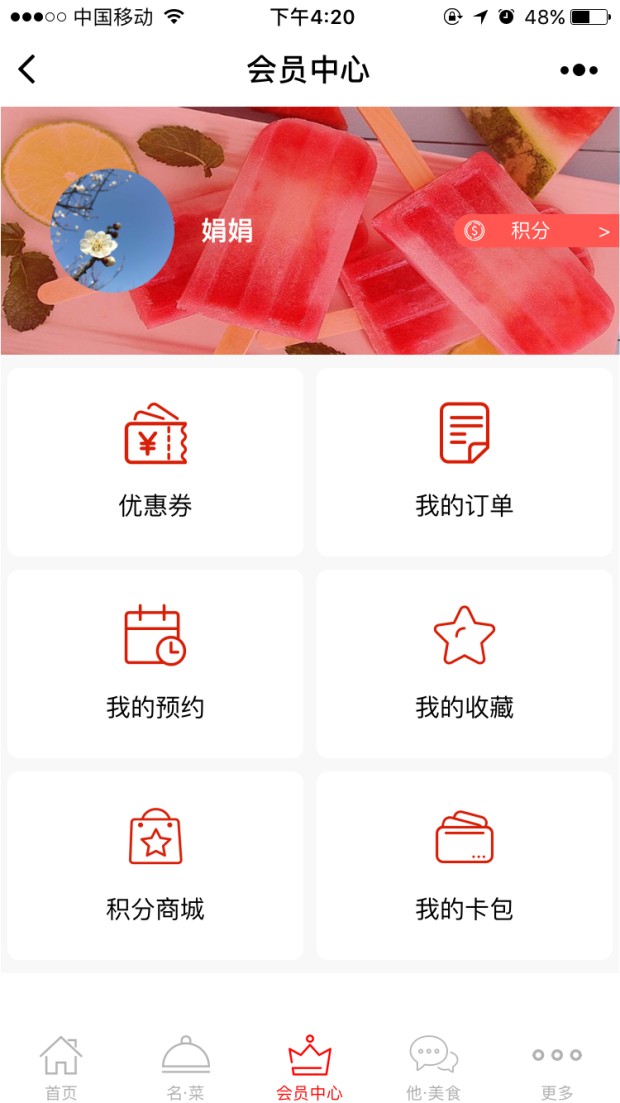 中国移动 下午4:20 48%
会员中心
娟娟
积分 >
优惠券 我的订单
我的预约 我的收藏
积分商城 我的卡包
首页 名·菜 会员中心 他·美食 更多